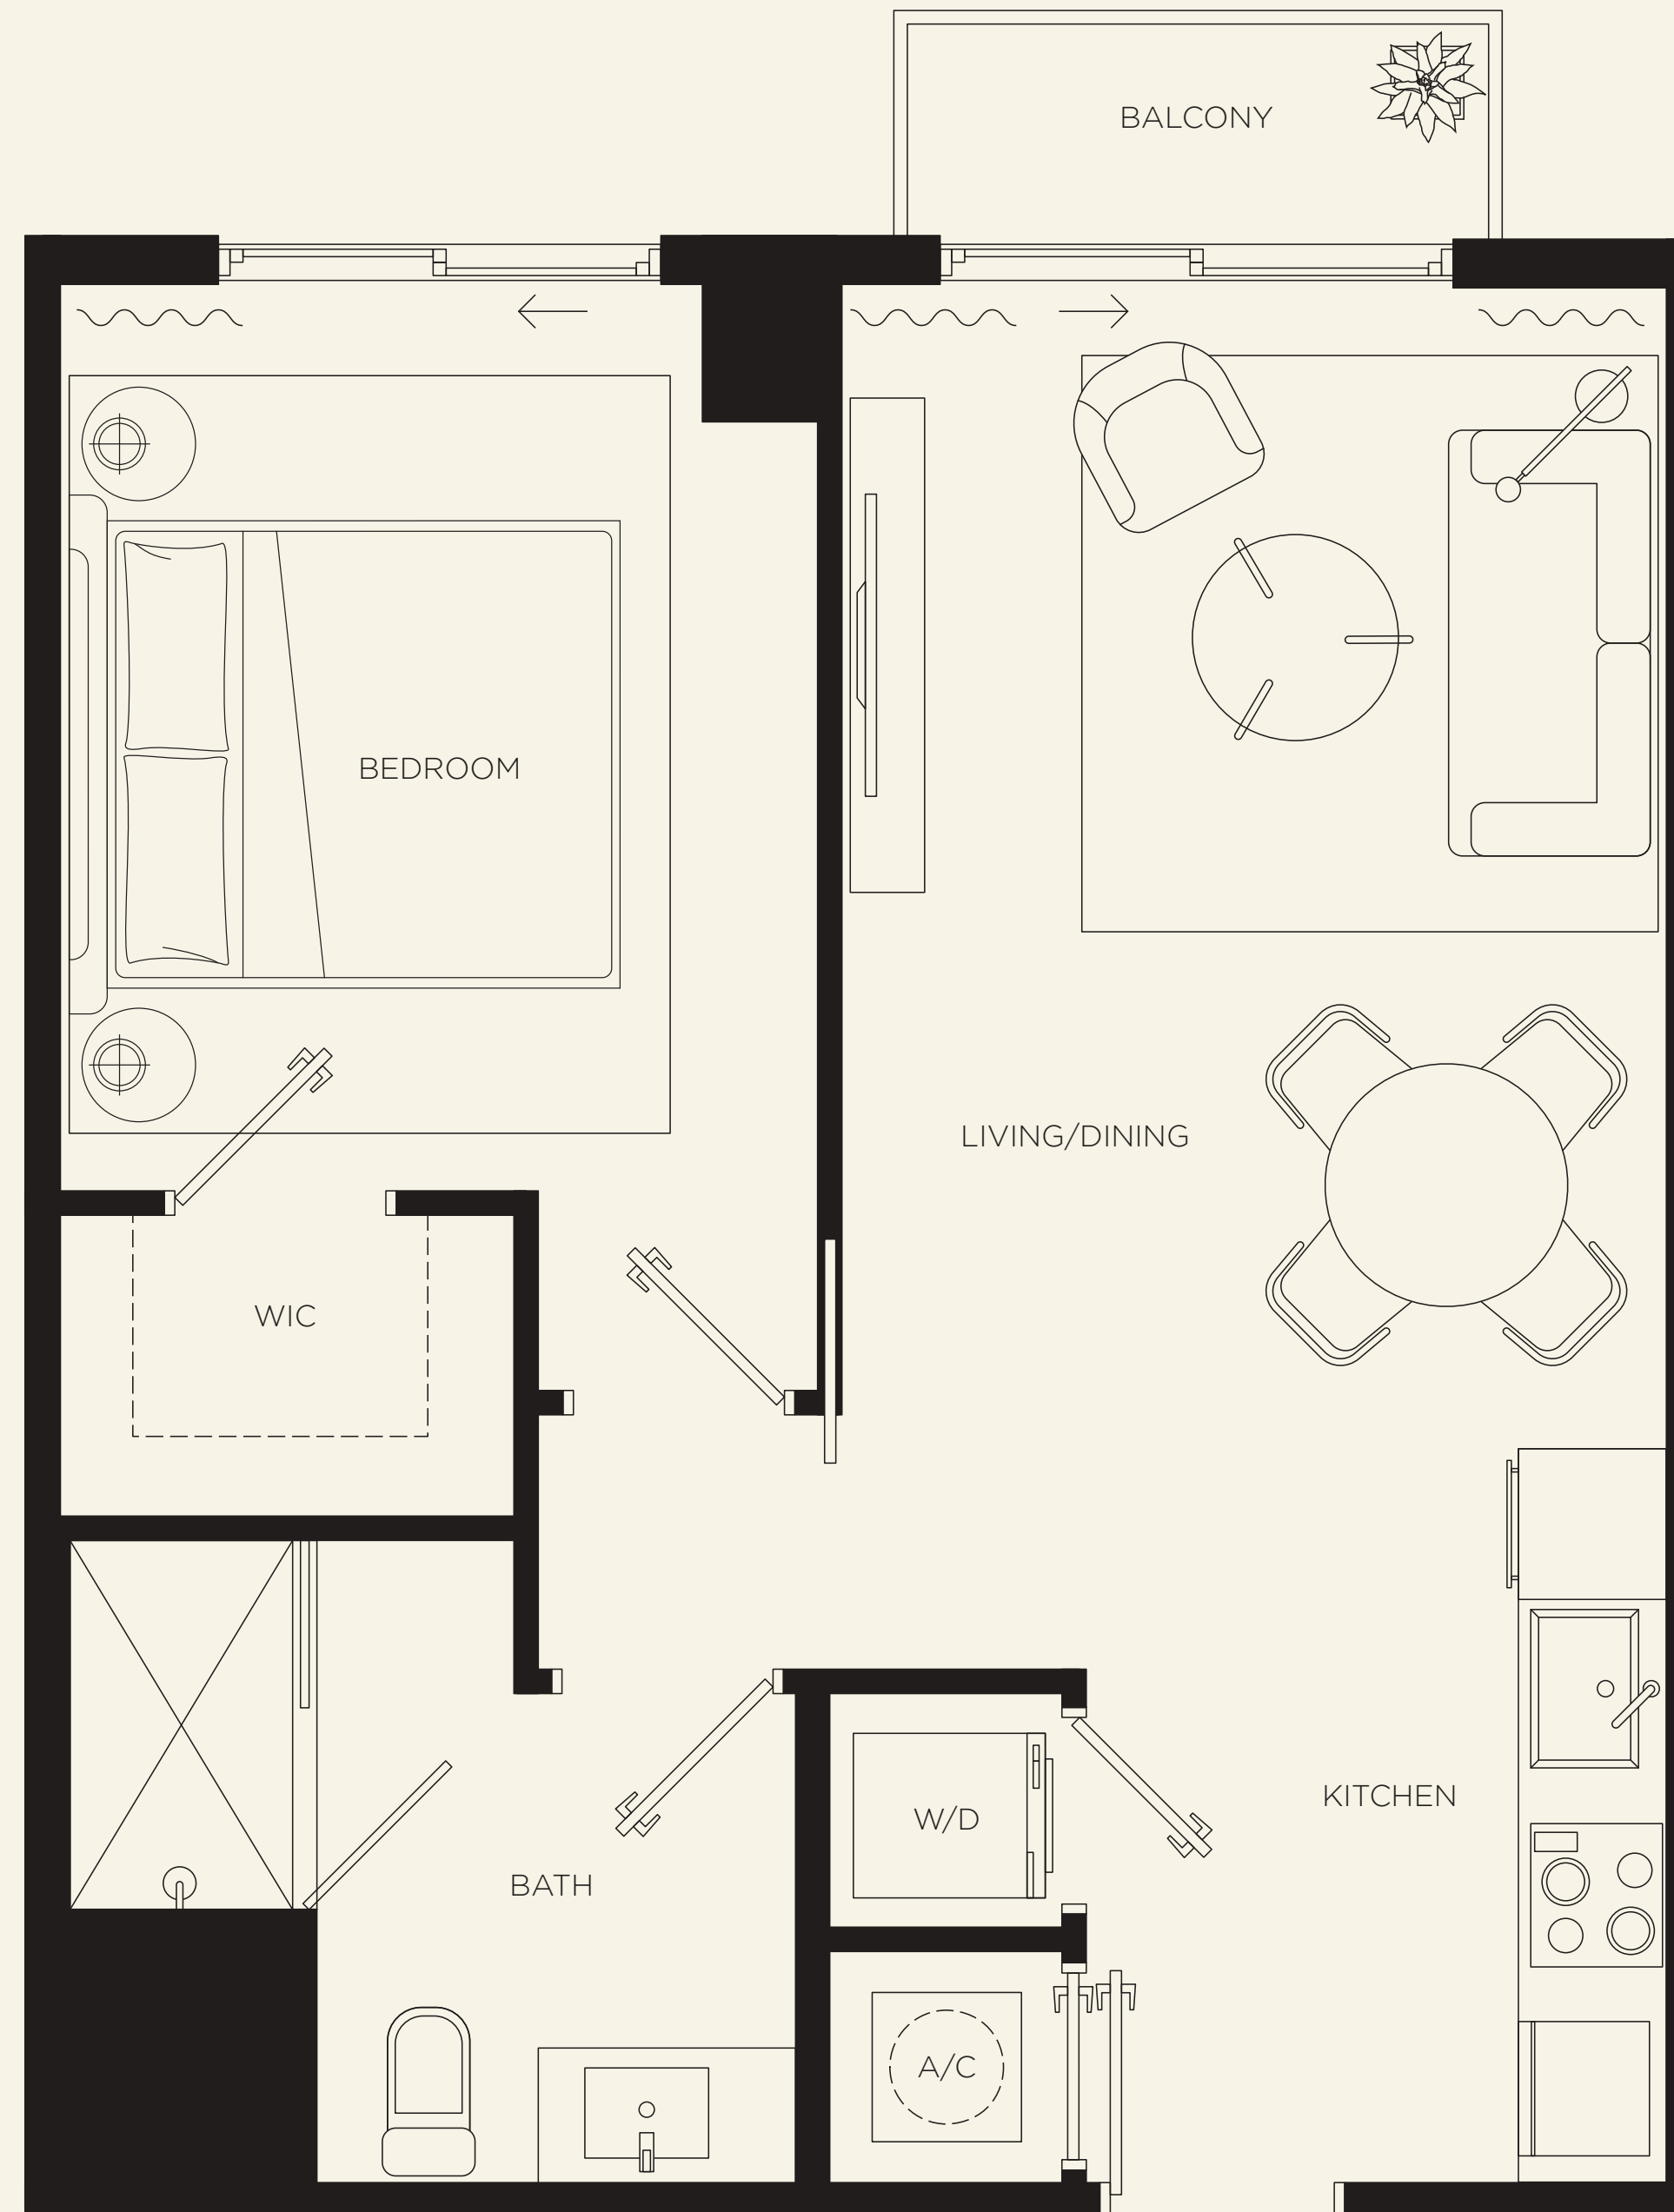 BALCONY
BEDROOM
LIVING/DINING
WIC
KITCHEN
W/D
BATH
A/C